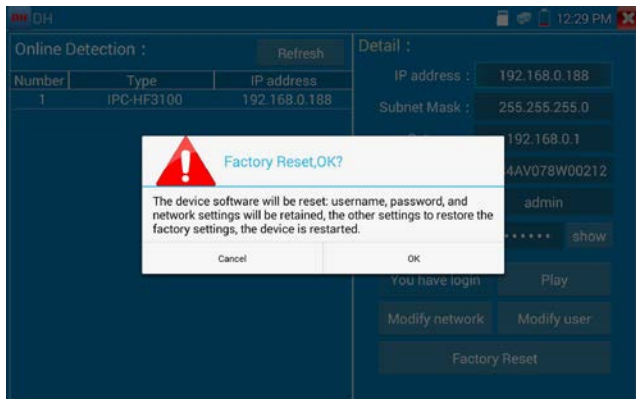 DH DH
12:29 PM
Online Detection :
Refresh
Number Type IP address
1 IPC-HF3100 192.168.0.188
Detail :
IP address : 192.168.0.188
Subnet Mask : 255.255.255.0
192.168.0.1
4AV078W00212
admin
•••••• show
You have login Play
Modify network Modify user
Factory Reset
Factory Reset,OK?
The device software will be reset: username, password, and
network settings will be retained, the other settings to restore the
factory settings, the device is restarted.
Cancel OK